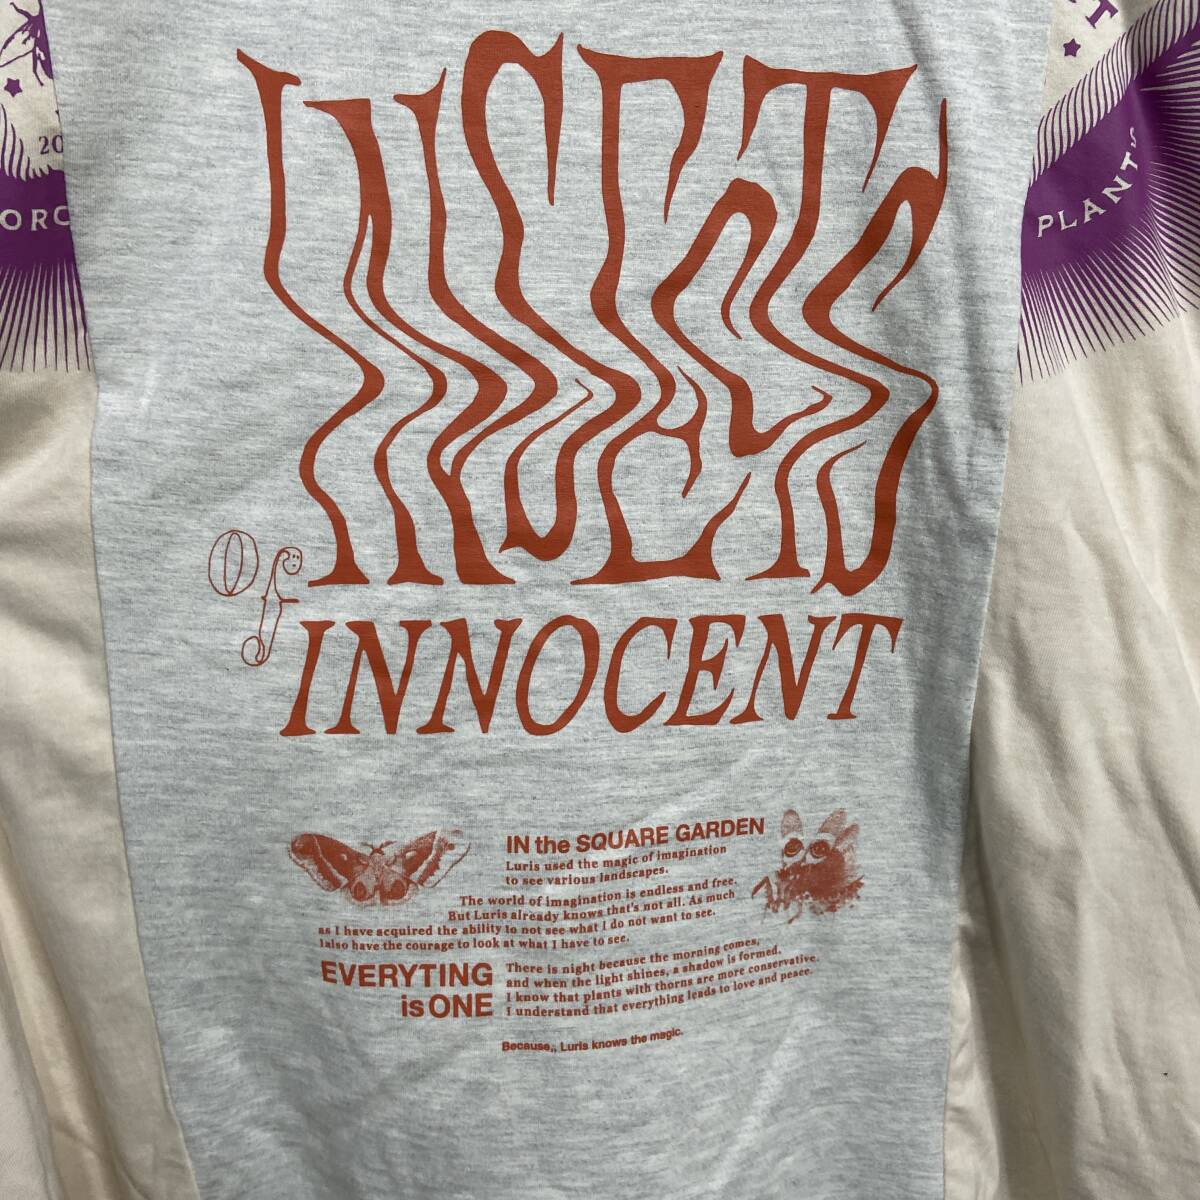 INSECTS
Of
INNOCENT
IN the SQUARE GARDEN
Luris used the magic of imagination
to see various landscapes.
The world of imagination is endless and free.
But Luris already knows that's not all. As much
as I have acquired the ability to not see what I do not want to see.
Ialso have the courage to look at what I have to see.
EVERYTING
is ONE
There is night because the morning comes,
and when the light shines, a shadow is formed.
I know that plants with thorns are more conservative.
I understand that everything leads to love and peace.
Because,, Luris knows the magic.
20
ORC
T
PLANT'S